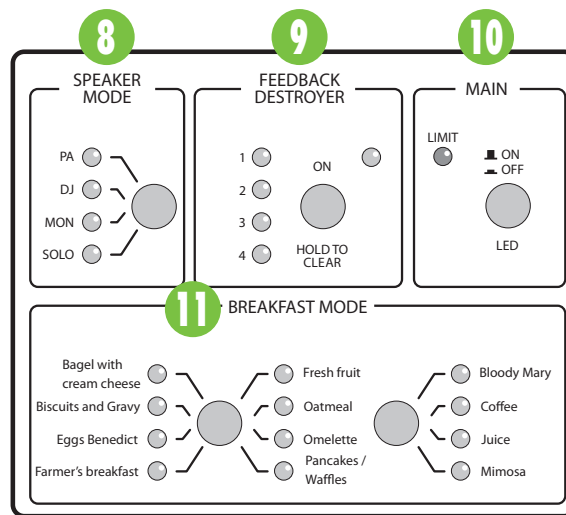 8
SPEAKER
MODE
PA
DJ
MON
SOLO
9
FEEDBACK
DESTROYER
1
2
3
4
ON
HOLD TO
CLEAR
10
MAIN
LIMIT
ON
OFF
LED
11
BREAKFAST MODE
Bagel with
cream cheese
Biscuits and Gravy
Eggs Benedict
Farmer's breakfast
Fresh fruit
Oatmeal
Omelette
Pancakes /
Waffles
Bloody Mary
Coffee
Juice
Mimosa